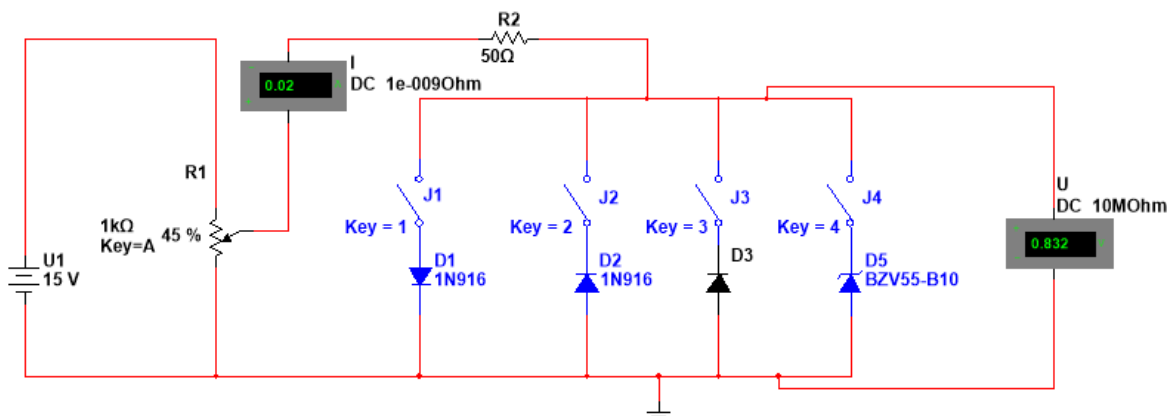 R2
50Ω
I
DC 1e-009Ohm
0.02
R1
1kΩ
Key=A
45 %
U1
15 V
J1
Key = 1
J2
Key = 2
J3
Key = 3
J4
Key = 4
D1
1N916
D2
1N916
D3
D5
BZV55-B10
U
DC 10MOhm
0.832